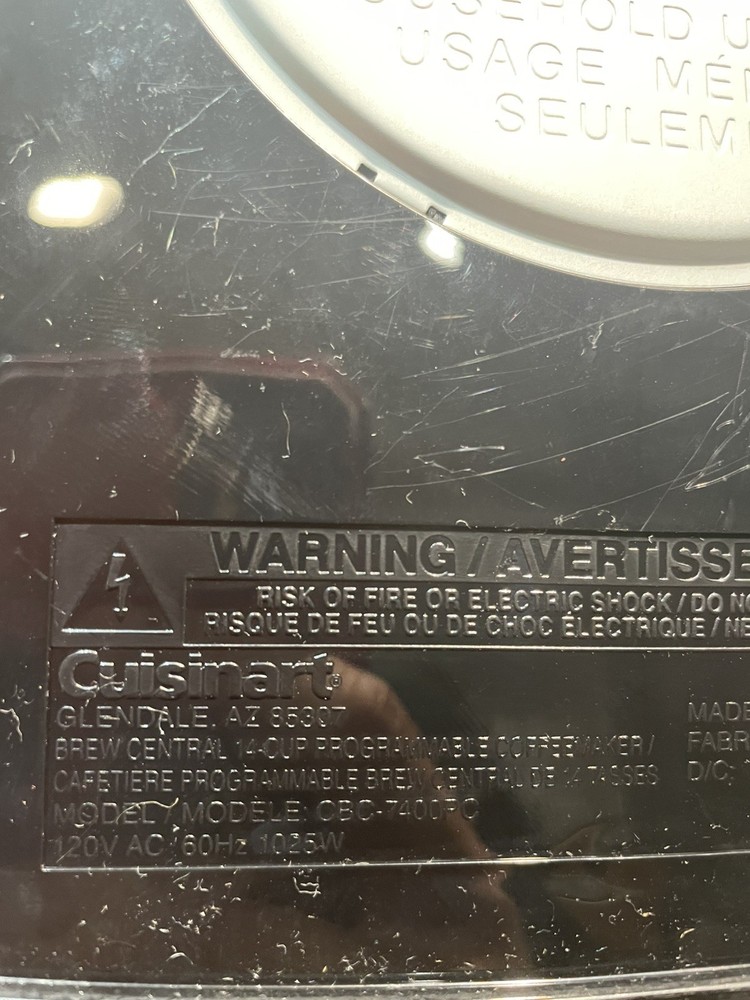 HOUSEHOLD U
USAGE MÉN
SEULEM
WARNING / AVERTISSE
RISK OF FIRE OR ELECTRIC SHOCK / DO NO
RISQUE DE FEU OU DE CHOC ÉLECTRIQUE / NE
Cuisinart®
GLENDALE, AZ 85307
BREW CENTRAL 14-CUP PROGRAMMABLE COFFEEMAKER /
CAFETIERE PROGRAMMABLE BREW CENTRAL DE 14 TASSES
MODEL / MODÈLE: CBC-7400PC
120V AC, 60Hz 1025W
MADE
FABR
D/C: